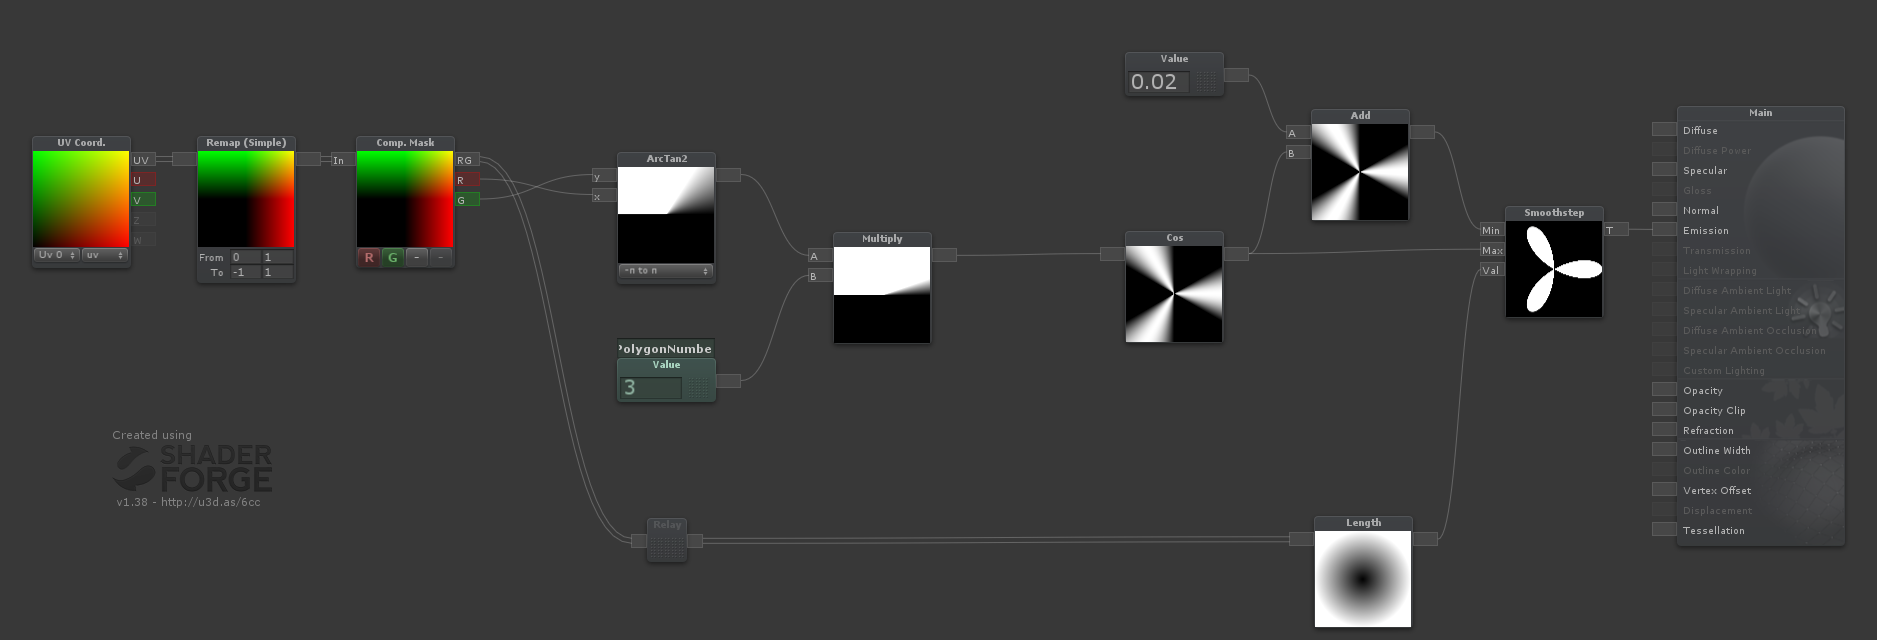 UV Coord.
UV
U
V
Z
W
Uv 0
uv
Remap (Simple)
From 0 1
To -1 1
Comp. Mask
In
RG
R
G
R G - -
ArcTan2
y
x
-π to π
PolygonNumbe
Value
3
Multiply
A
B
Value
0.02
Cos
Add
A
B
Smoothstep
Min
Max
Val
T
Relay
Length
Main
Diffuse
Diffuse Power
Specular
Gloss
Normal
Emission
Transmission
Light Wrapping
Diffuse Ambient Light
Specular Ambient Light
Diffuse Ambient Occlusion
Specular Ambient Occlusion
Custom Lighting
Opacity
Opacity Clip
Refraction
Outline Width
Outline Color
Vertex Offset
Displacement
Tessellation
Created using
SHADER
FORGE
v1.38 - http://u3d.as/6cc